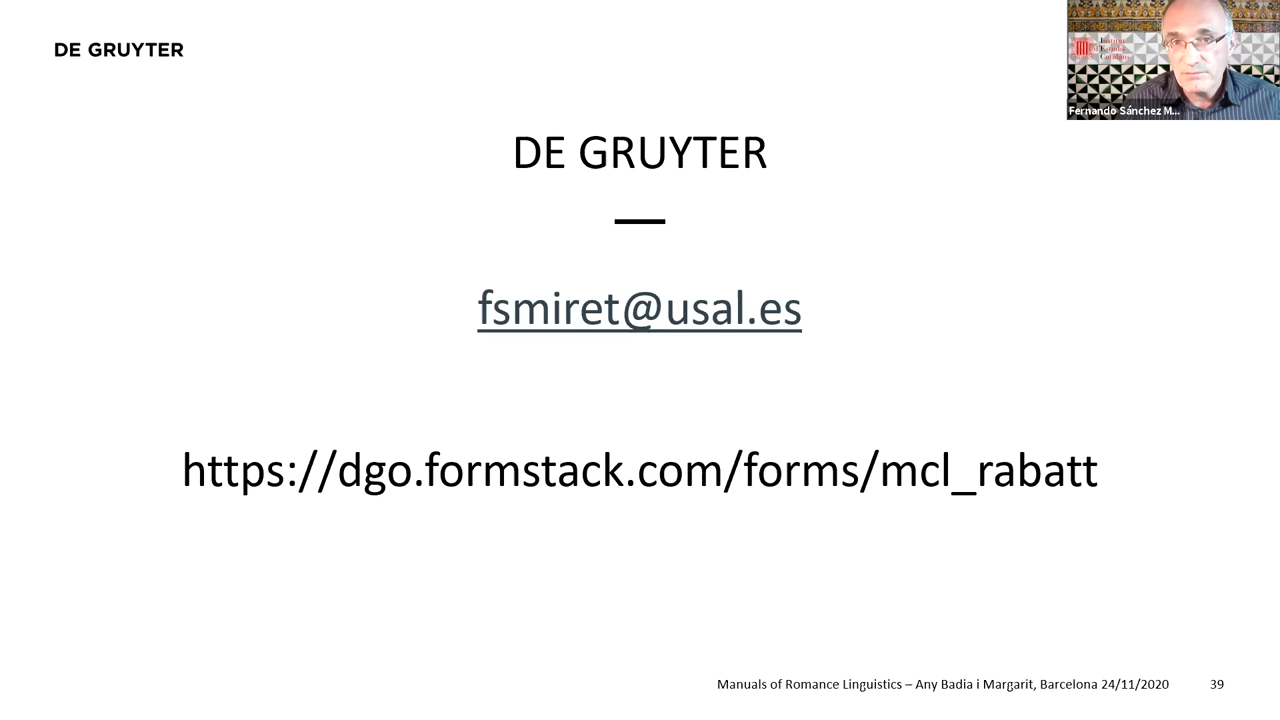 DE GRUYTER
Fernando Sánchez M...
DE GRUYTER
fsmiret@usal.es
https://dgo.formstack.com/forms/mcl_rabatt
Manuals of Romance Linguistics – Any Badia i Margarit, Barcelona 24/11/2020 39